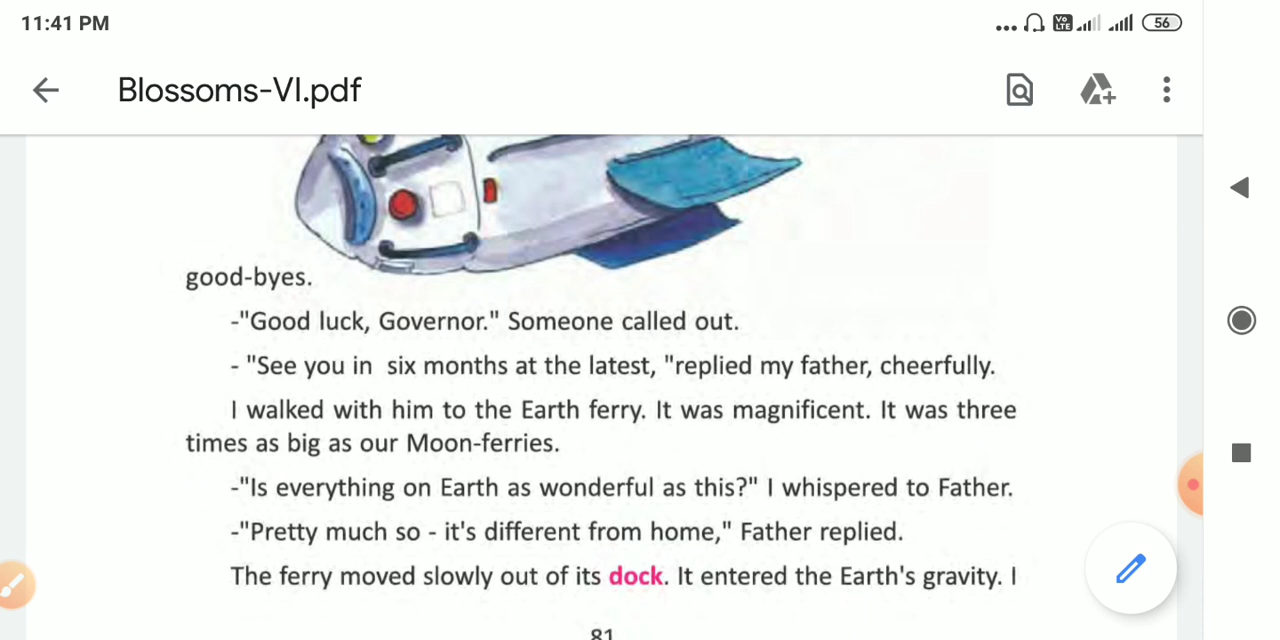 11:41 PM
Vo LTE 56
Blossoms-VI.pdf
good-byes.
-"Good luck, Governor." Someone called out.
- "See you in six months at the latest, "replied my father, cheerfully.
I walked with him to the Earth ferry. It was magnificent. It was three
times as big as our Moon-ferries.
-"Is everything on Earth as wonderful as this?" I whispered to Father.
-"Pretty much so - it's different from home," Father replied.
The ferry moved slowly out of its dock. It entered the Earth's gravity. I
81